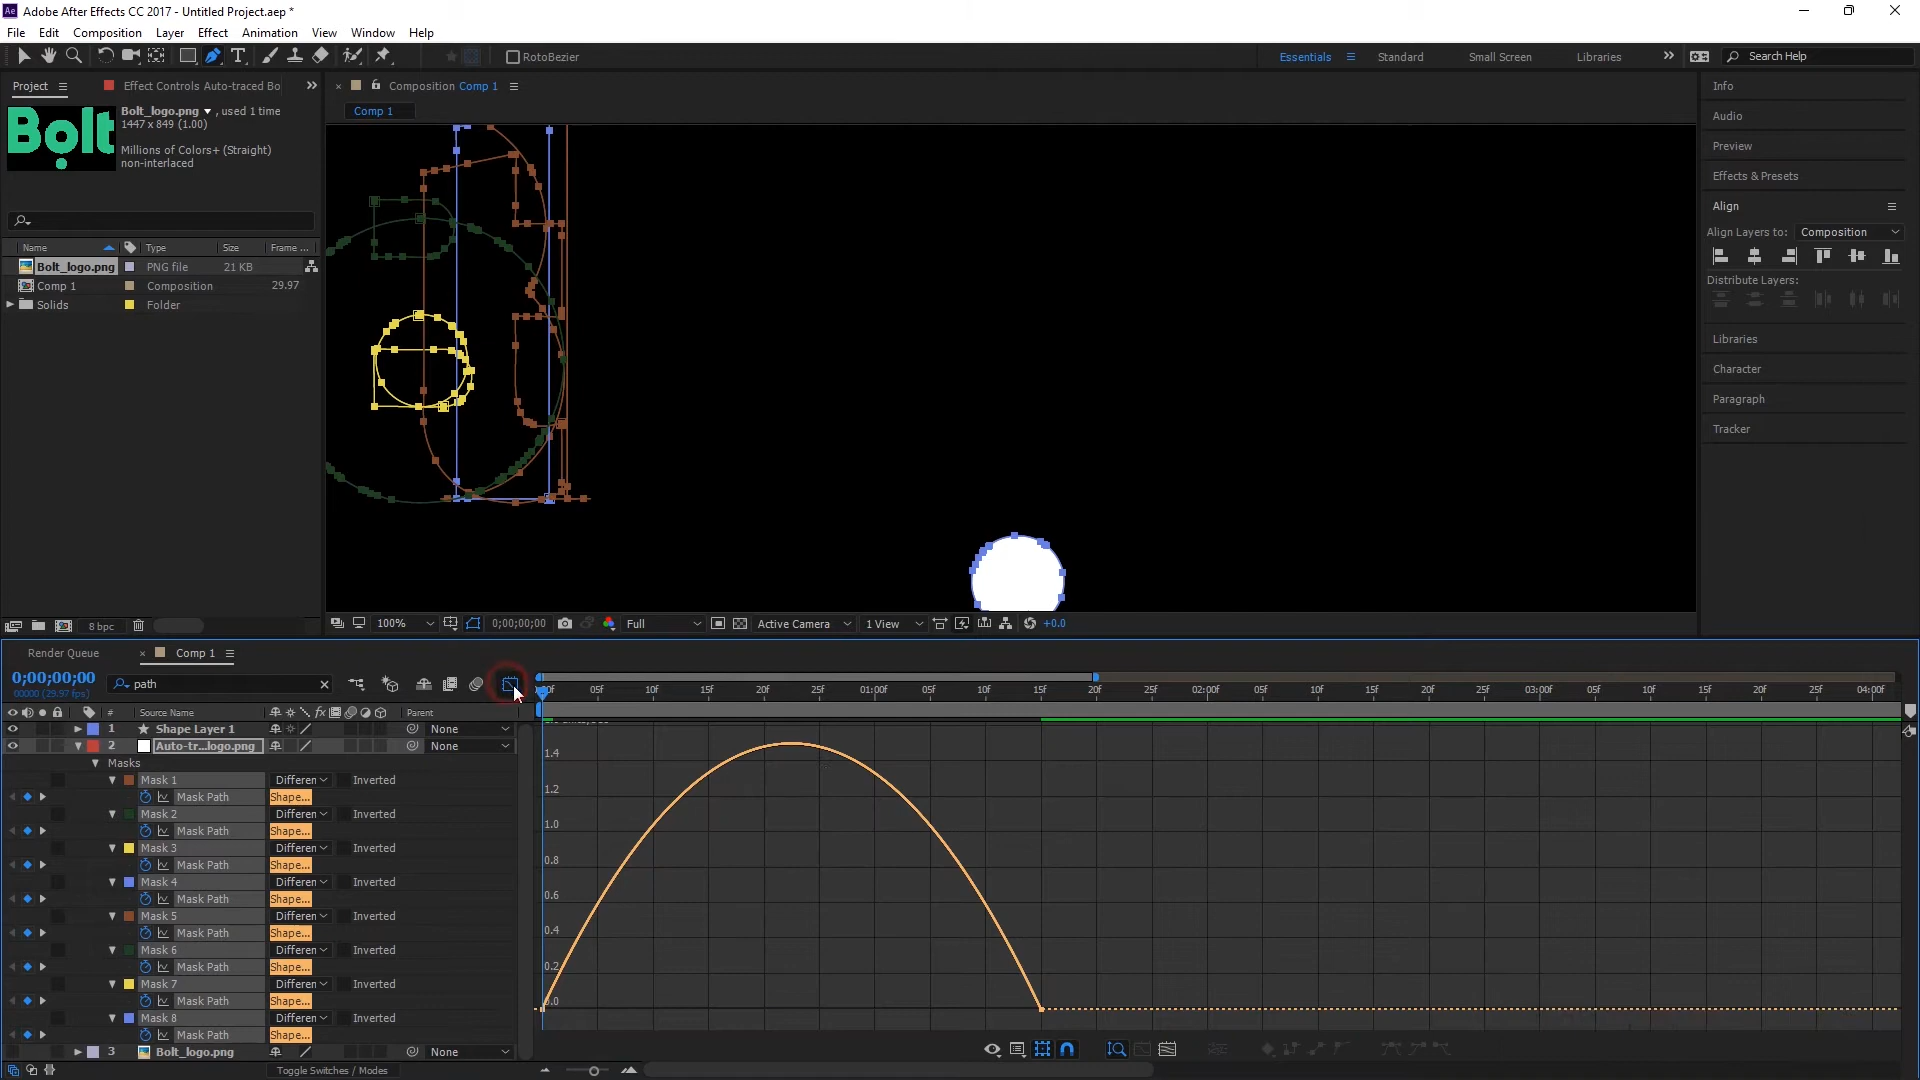 Ae Adobe After Effects CC 2017 - Untitled Project.aep *
File Edit Composition Layer Effect Animation View Window Help
T RotoBezier Essentials Standard Small Screen Libraries Search Help
Project Effect Controls Auto-traced Bo
Composition Comp 1
Bolt
Bolt_logo.png , used 1 time
1447 x 849 (1.00)
Millions of Colors+ (Straight)
non-interlaced
Comp 1
Name Type Size Frame ...
Bolt_logo.png PNG file 21 KB
Comp 1 Composition 29.97
Solids Folder
Info
Audio
Preview
Effects & Presets
Align
Align Layers to: Composition
Distribute Layers:
Libraries
Character
Paragraph
Tracker
8 bpc
100% 0;00;00;00 Full Active Camera 1 View +0.0
Render Queue Comp 1
0;00;00;00
00000 (29.97 fps)
path
05f 10f 15f 20f 25f 01:00f 05f 10f 15f 20f 25f 02:00f 05f 10f 15f 20f 25f 03:00f 05f 10f 15f 20f 25f 04:00f
# Source Name fx Parent
1 Shape Layer 1 None
2 Auto-tr...logo.png None
Masks
Mask 1 Differen Inverted
Mask Path Shape...
Mask 2 Differen Inverted
Mask Path Shape...
Mask 3 Differen Inverted
Mask Path Shape...
Mask 4 Differen Inverted
Mask Path Shape...
Mask 5 Differen Inverted
Mask Path Shape...
Mask 6 Differen Inverted
Mask Path Shape...
Mask 7 Differen Inverted
Mask Path Shape...
Mask 8 Differen Inverted
Mask Path Shape...
3 Bolt_logo.png None
1.4
1.2
1.0
0.8
0.6
0.4
0.2
0.0
Toggle Switches / Modes